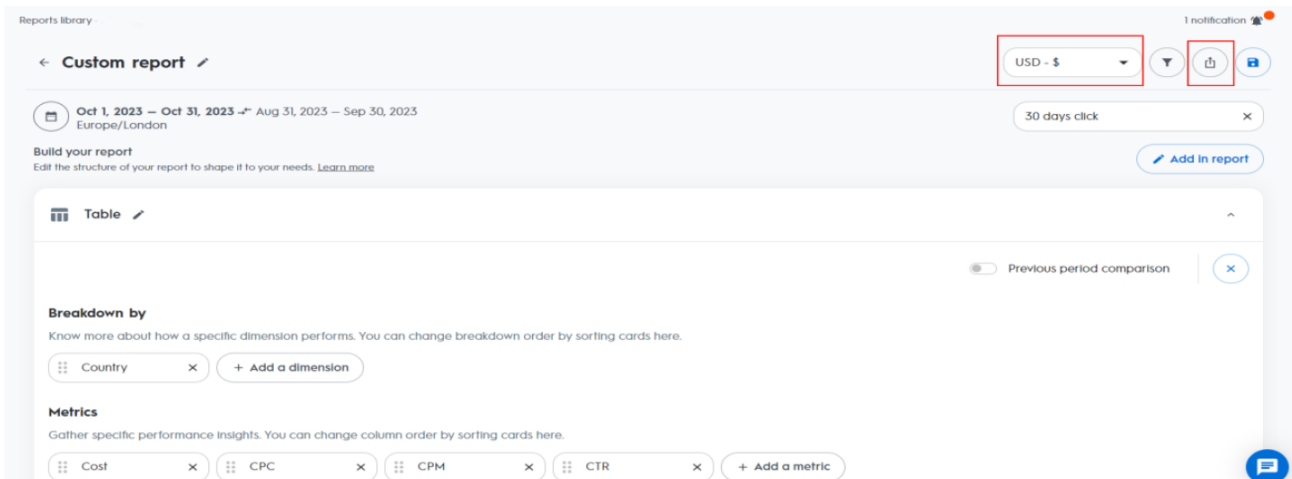 Reports library
1 notification
Custom report
USD - $
Oct 1, 2023 – Oct 31, 2023 Aug 31, 2023 – Sep 30, 2023
Europe/London
30 days click
Build your report
Edit the structure of your report to shape it to your needs. Learn more
Add in report
Table
Previous period comparison
Breakdown by
Know more about how a specific dimension performs. You can change breakdown order by sorting cards here.
Country
+ Add a dimension
Metrics
Gather specific performance insights. You can change column order by sorting cards here.
Cost
CPC
CPM
CTR
+ Add a metric